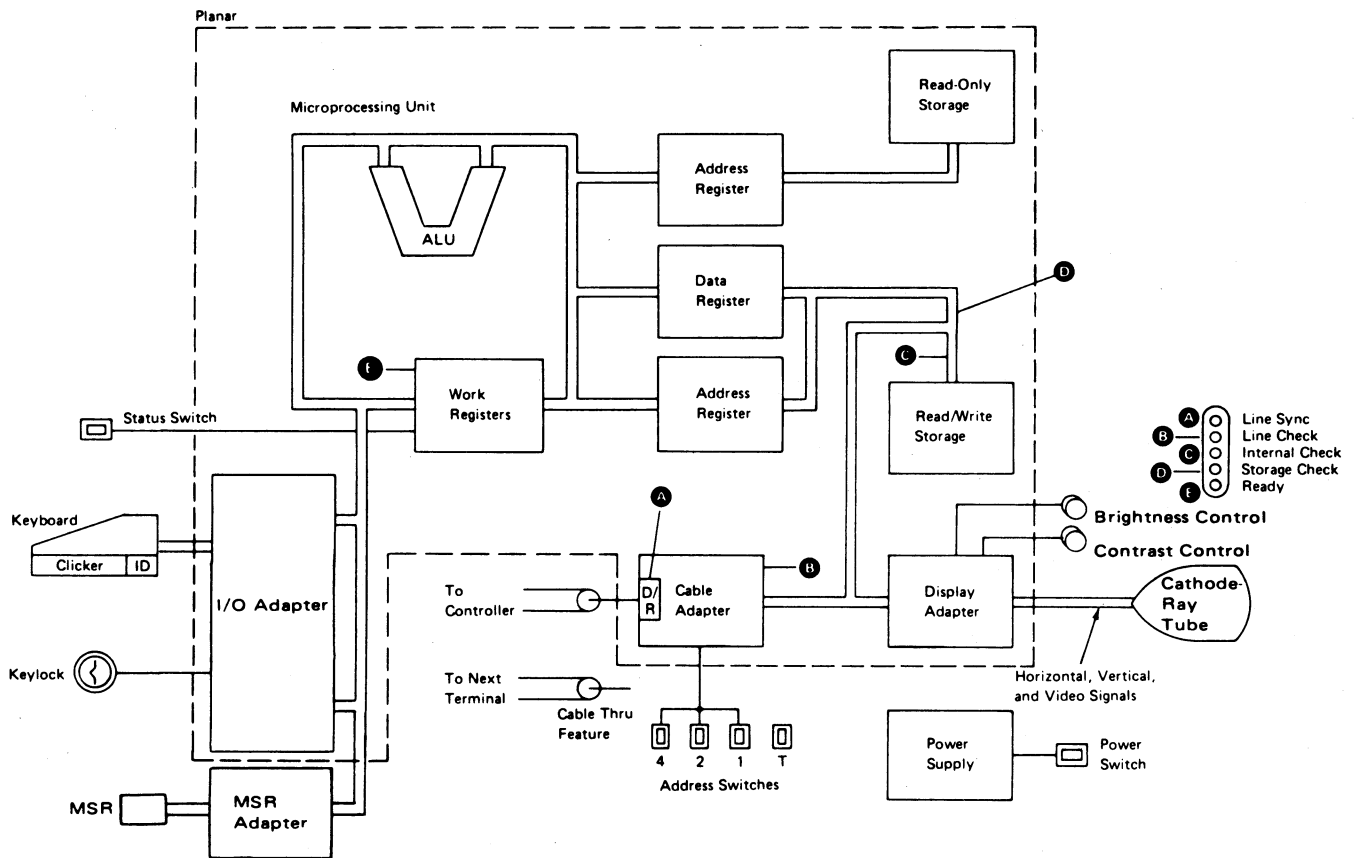 Planar
Read-Only
Storage
Microprocessing Unit
Address
Register
ALU
Data
Register
D
C
E
Work
Registers
Address
Register
Read/Write
Storage
Status Switch
A
B
C
D
E
Line Sync
Line Check
Internal Check
Storage Check
Ready
Keyboard
Clicker
ID
I/O Adapter
A
Brightness Control
Contrast Control
To
Controller
D/
R
Cable
Adapter
B
Display
Adapter
Cathode-
Ray
Tube
Keylock
To Next
Terminal
Cable Thru
Feature
Horizontal, Vertical,
and Video Signals
4 2 1 T
Address Switches
Power
Supply
Power
Switch
MSR
MSR
Adapter